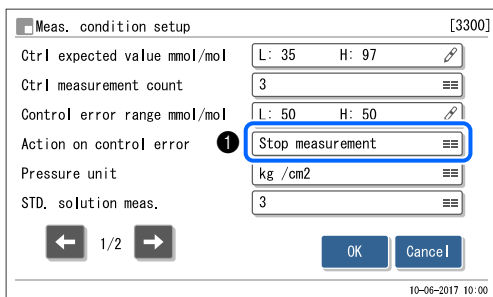 Meas. condition setup [3300]
Ctrl expected value mmol/mol L: 35 H: 97
Ctrl measurement count 3
Control error range mmol/mol L: 50 H: 50
Action on control error 1 Stop measurement
Pressure unit kg /cm2
STD. solution meas. 3
1/2 OK Cancel
10-06-2017 10:00